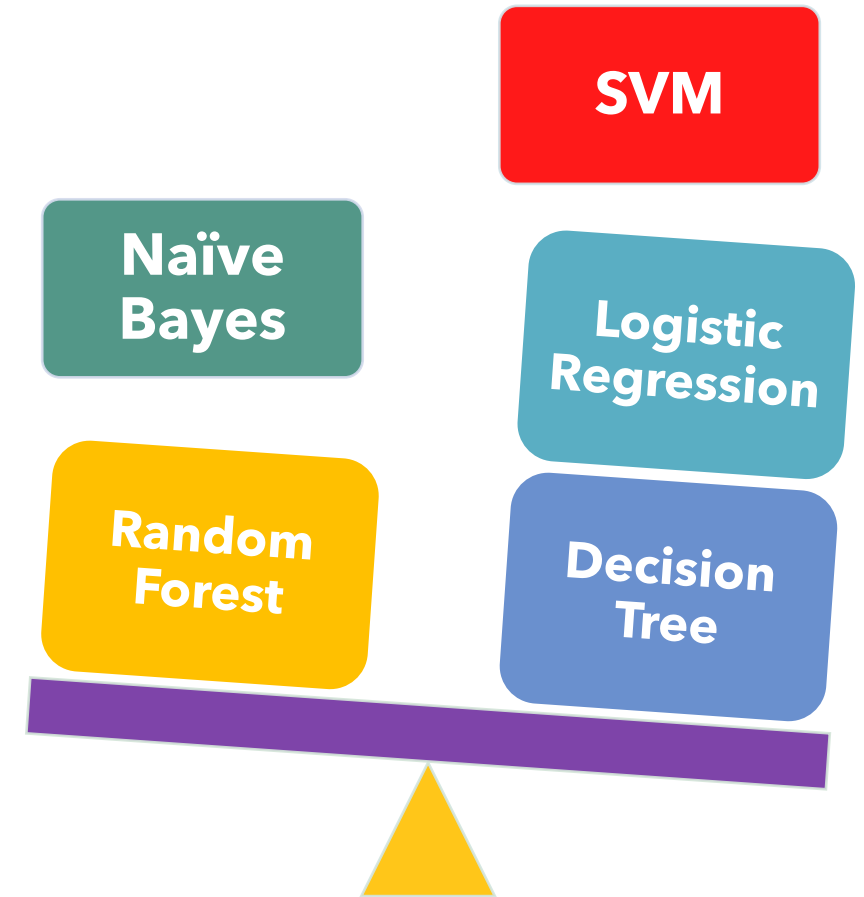 SVM
Naïve
Bayes
Logistic
Regression
Random
Forest
Decision
Tree